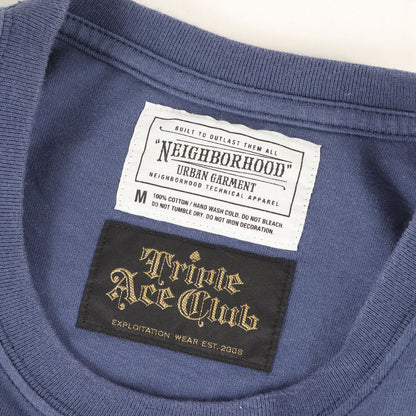 BUILT TO OUTLAST THEM ALL
"NEIGHBORHOOD"
URBAN GARMENT
NEIGHBORHOOD TECHNICAL APPAREL
M 100% COTTON / HAND WASH COLD. DO NOT BLEACH.
DO NOT TUMBLE DRY. DO NOT IRON DECORATION.
Triple
Ace Club
EXPLOITATION WEAR EST. 2008